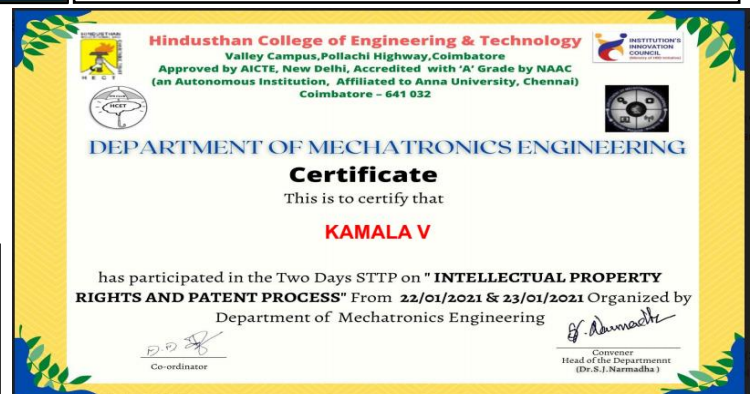 HINDUSTHAN
HECT
Hindusthan College of Engineering & Technology
Valley Campus,Pollachi Highway,Coimbatore
Approved by AICTE, New Delhi, Accredited with ‘A’ Grade by NAAC
(an Autonomous Institution, Affiliated to Anna University, Chennai)
Coimbatore – 641 032
INSTITUTION'S
INNOVATION
COUNCIL
HCET
DEPARTMENT OF MECHATRONICS ENGINEERING
Certificate
This is to certify that
KAMALA V
has participated in the Two Days STTP on " INTELLECTUAL PROPERTY
RIGHTS AND PATENT PROCESS" From 22/01/2021 & 23/01/2021 Organized by
Department of Mechatronics Engineering
Co-ordinator
Convener
Head of the Departmennt
(Dr.S.J.Narmadha )